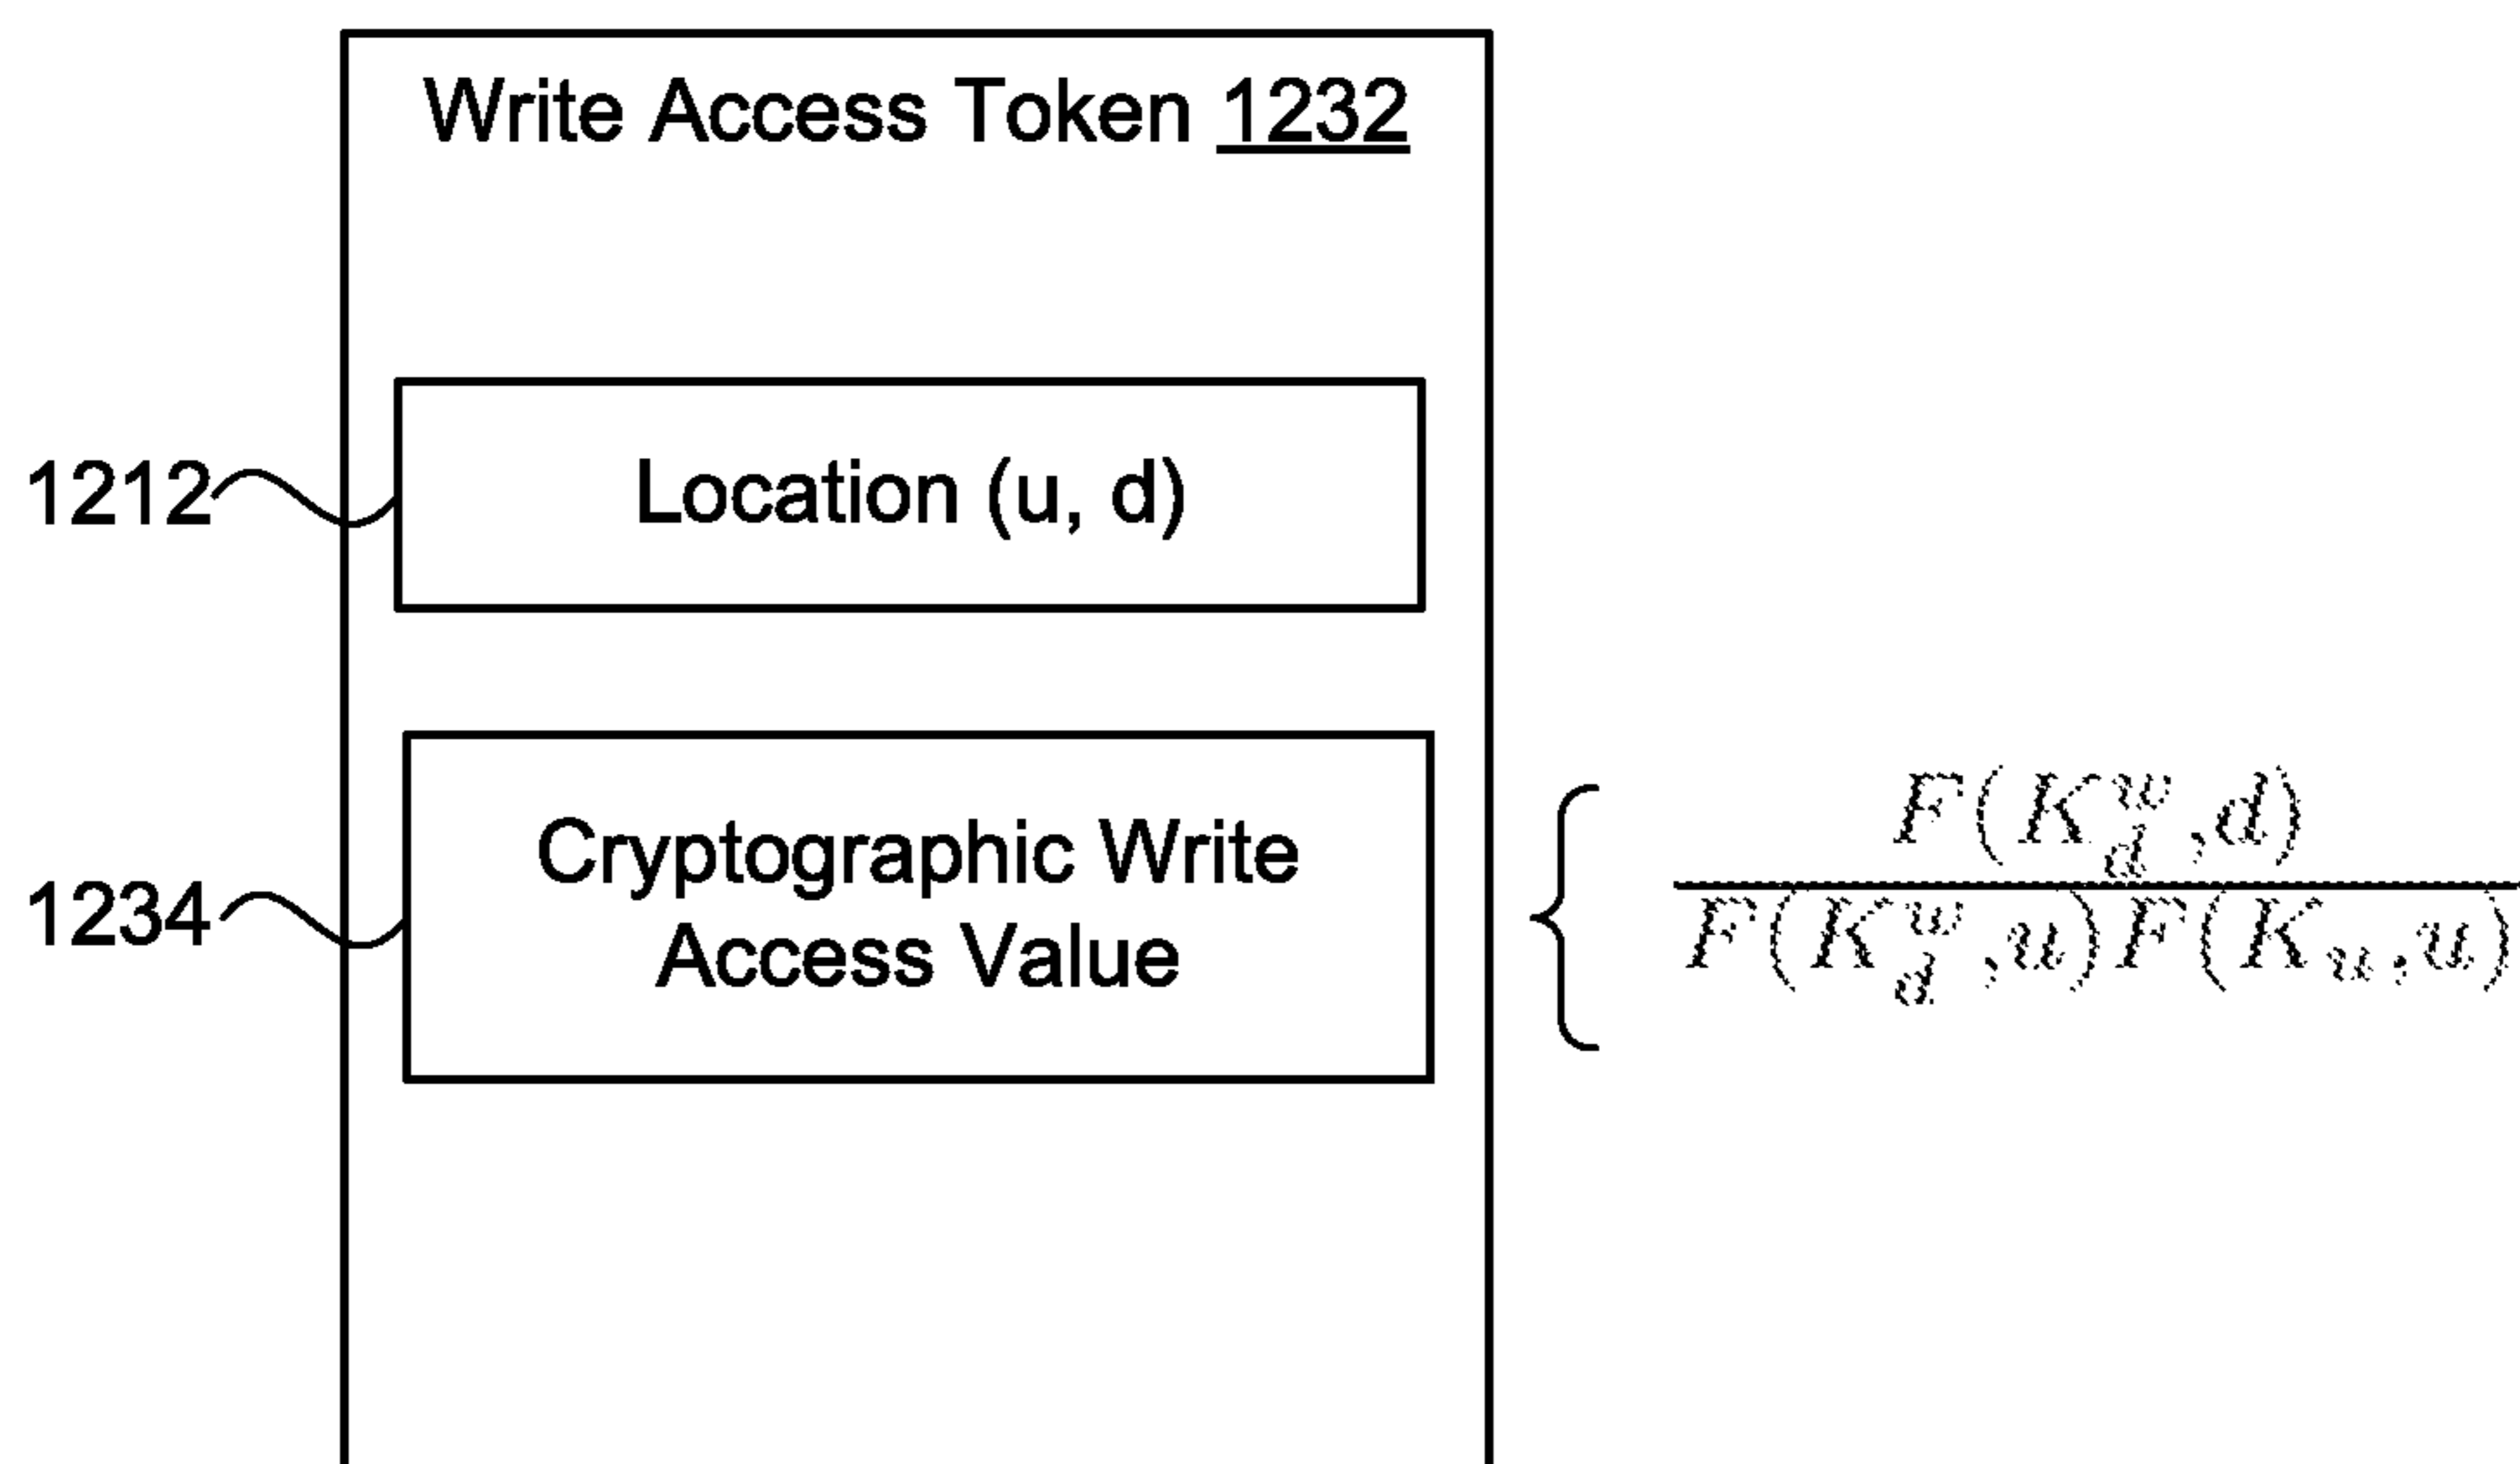 Write Access Token 1232
1212
Location (u, d)
1234
Cryptographic Write
Access Value
F(K_d^w, d)
F(K_d^w, u)F(K_u, u)